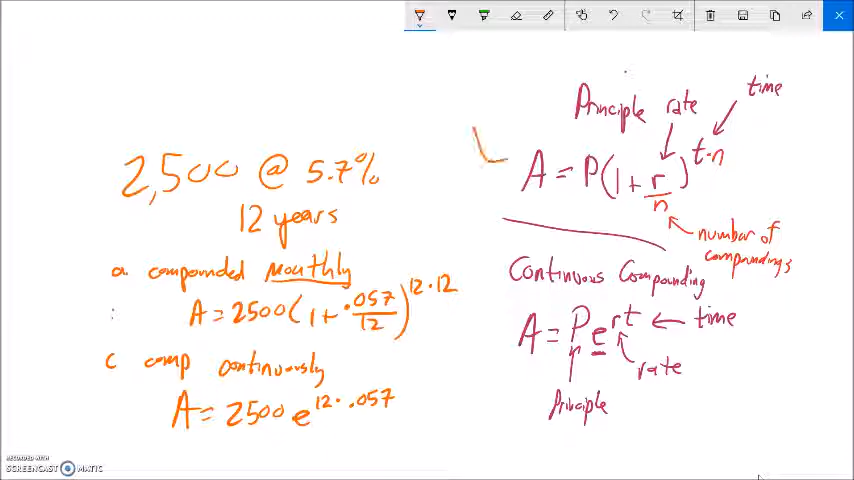 2,500 @ 5.7%
12 years
a compounded Monthly
A = 2500(1 + .057/12)^12·12
c comp continuously
A = 2500e^12·.057
Principle rate time
A = P(1 + r/n)^t·n
number of
compoundings
Continuous Compounding
A = Pe^rt ← time
rate
Principle
RECORDED WITH
SCREENCAST MATIC